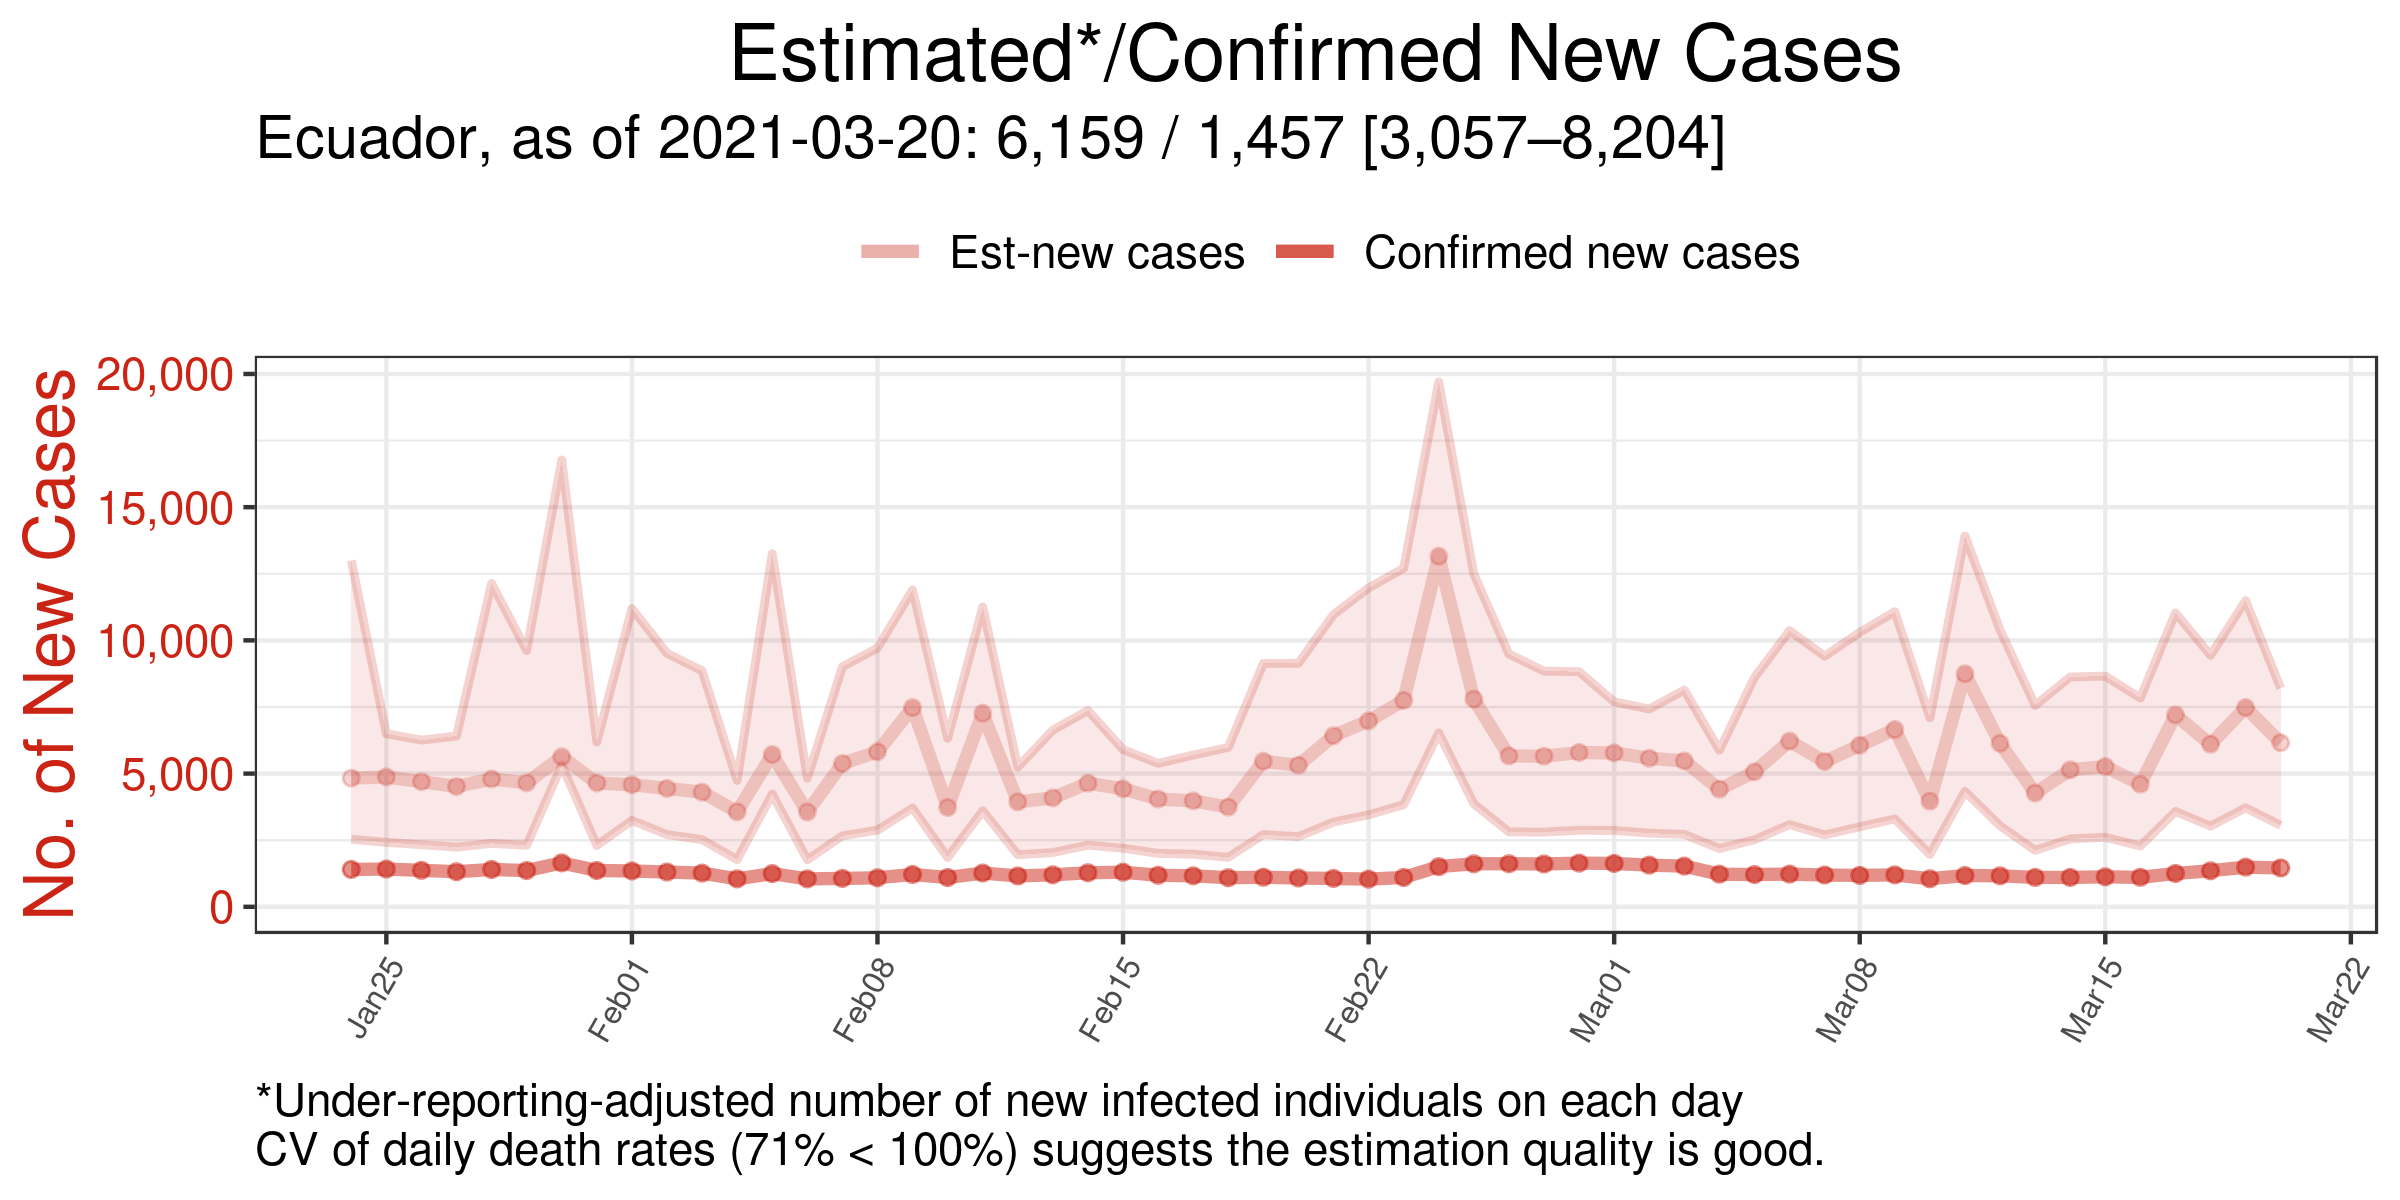 Estimated*/Confirmed New Cases
Ecuador, as of 2021-03-20: 6,159 / 1,457 [3,057–8,204]
Est-new cases
Confirmed new cases
No. of New Cases
20,000
15,000
10,000
5,000
0
Jan25
Feb01
Feb08
Feb15
Feb22
Mar01
Mar08
Mar15
Mar22
*Under-reporting-adjusted number of new infected individuals on each day
CV of daily death rates (71% < 100%) suggests the estimation quality is good.